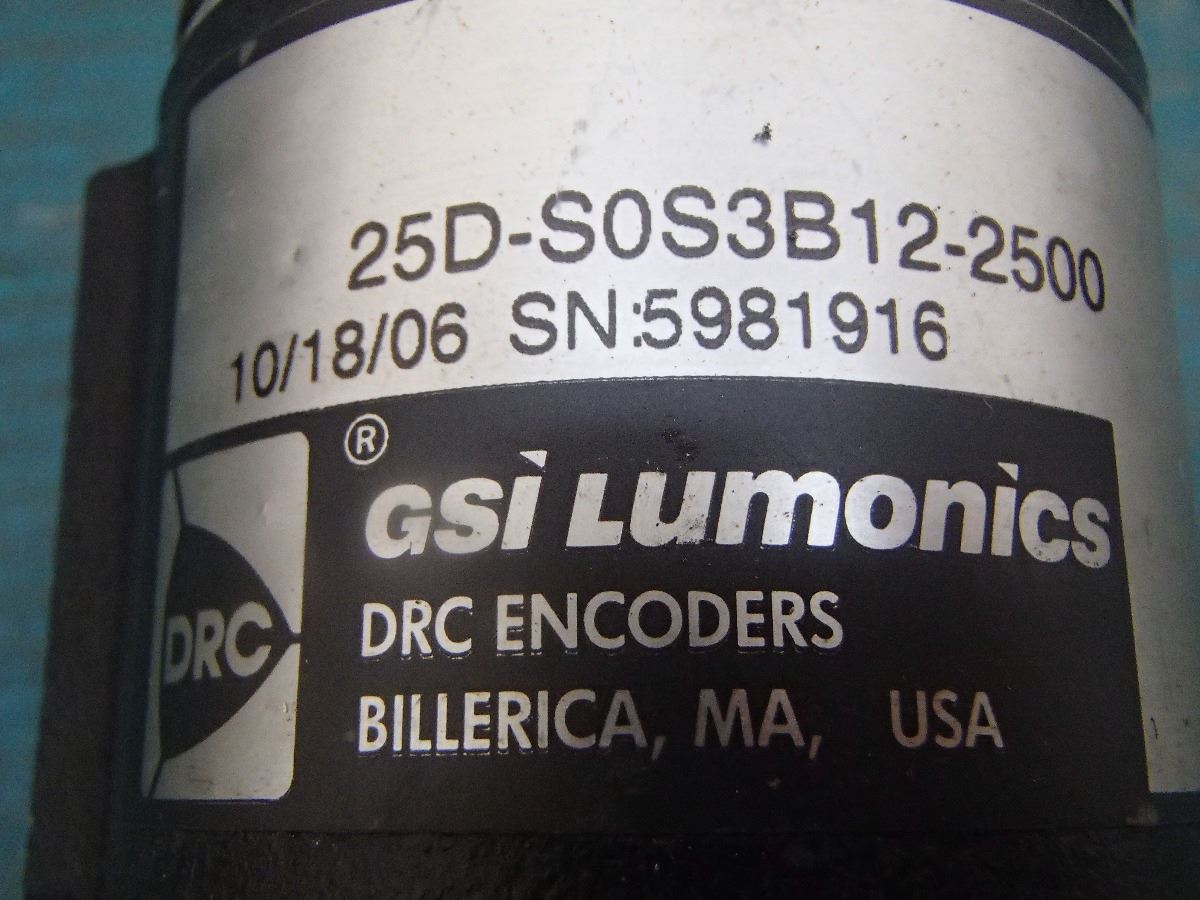 25D-S0S3B12-2500
10/18/06 SN:5981916
®
GSi Lumonics
DRC
DRC ENCODERS
BILLERICA, MA, USA